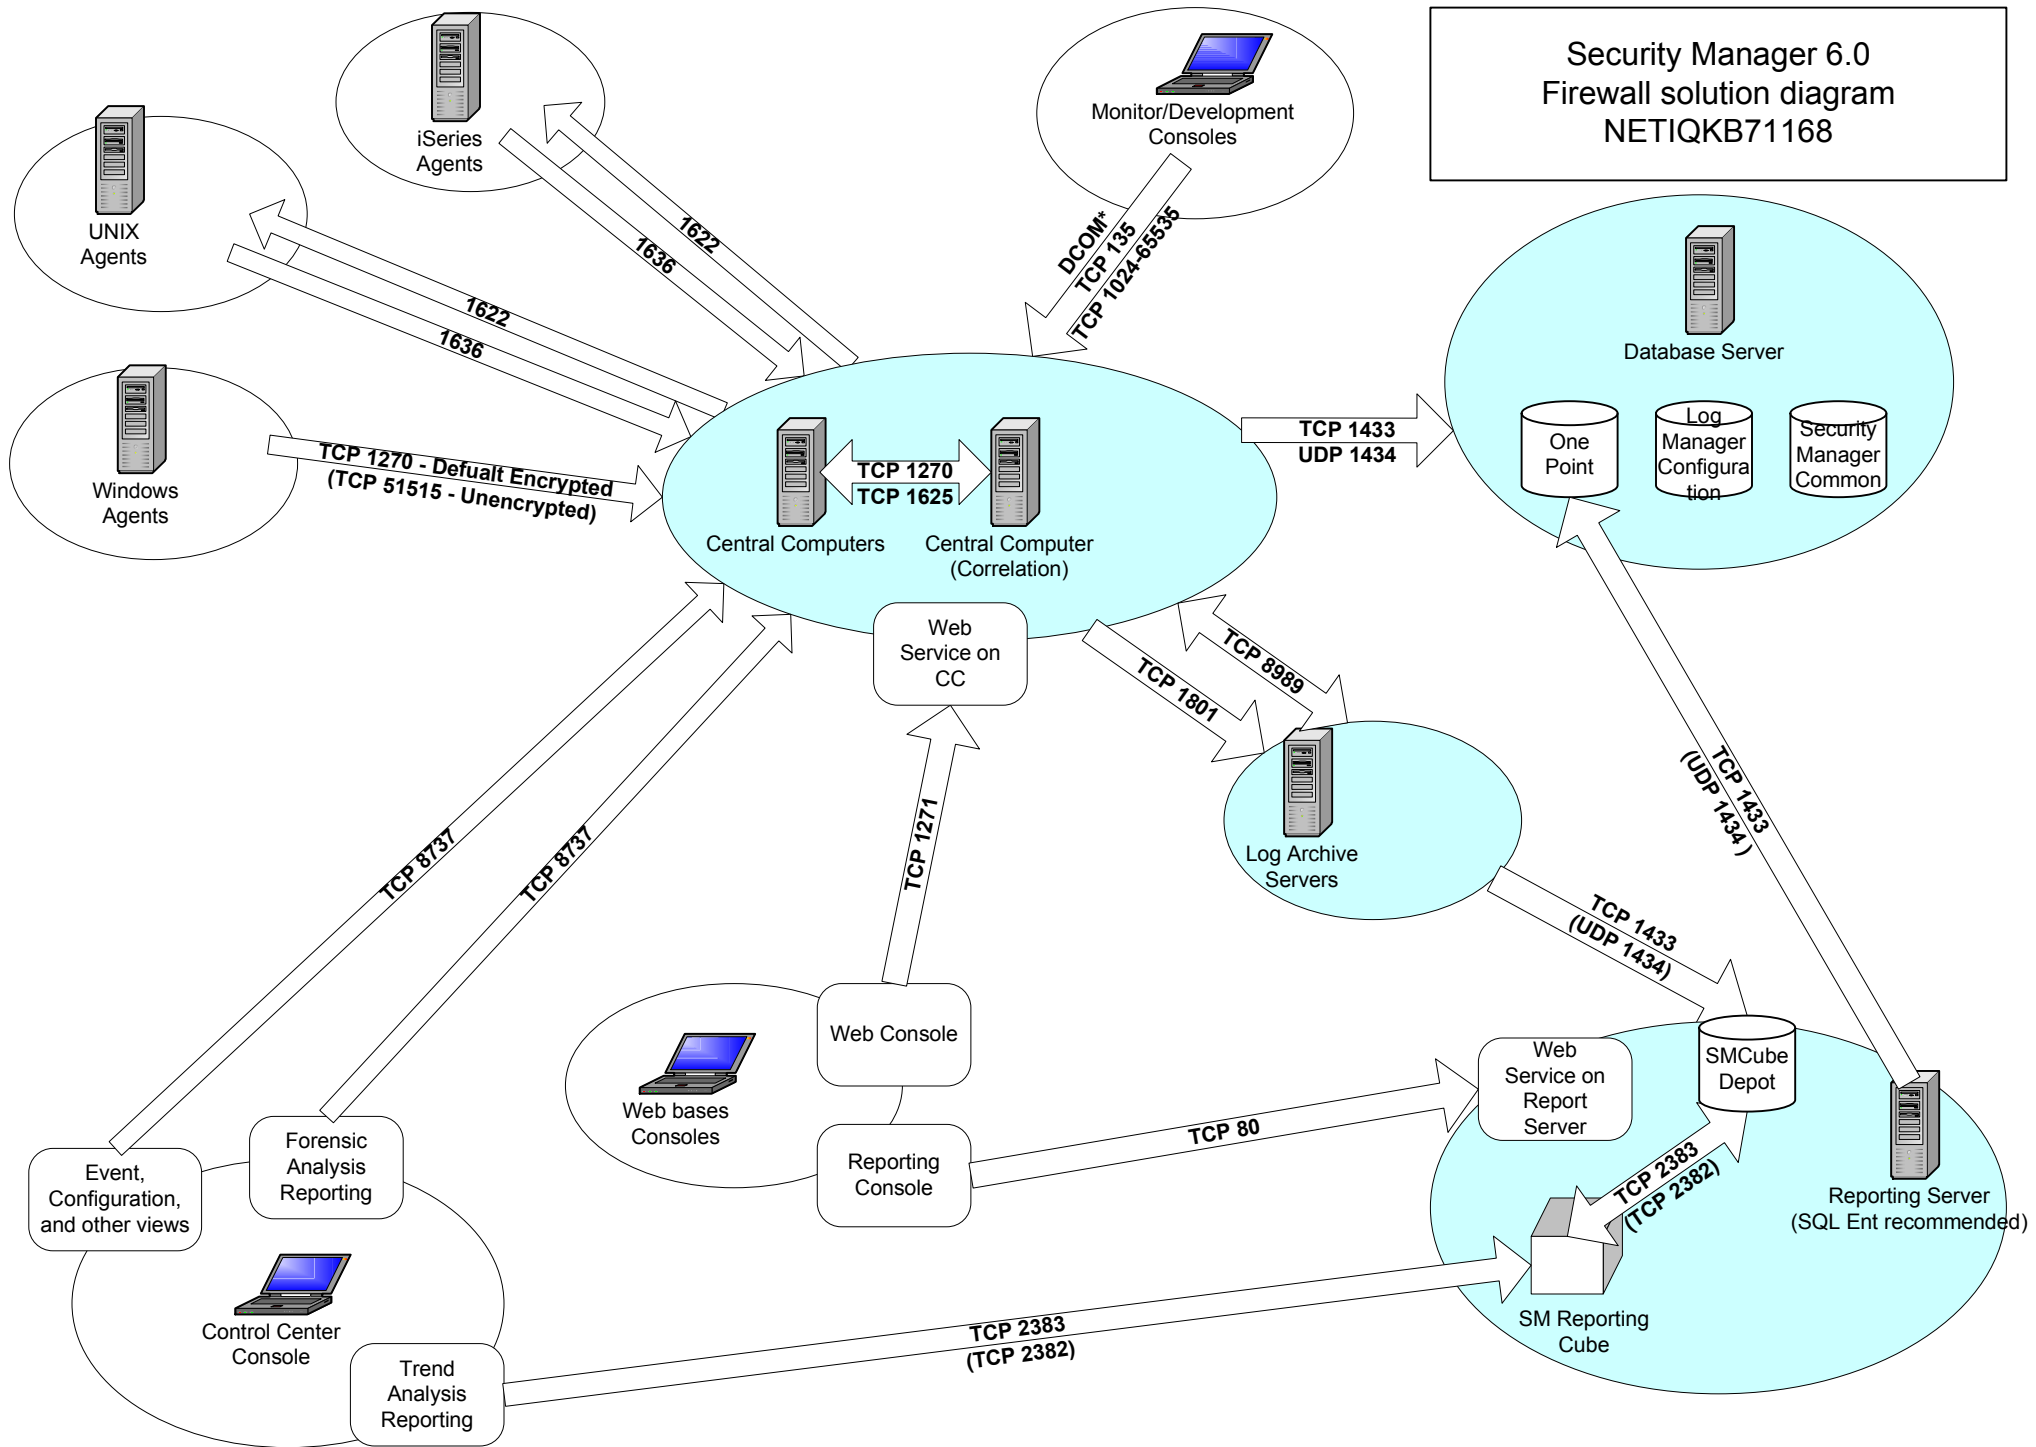 Security Manager 6.0
Firewall solution diagram
NETIQKB71168
iSeries
Agents
Monitor/Development
Consoles
UNIX
Agents
1622
1636
DCOM*
TCP 135
TCP 1024-65535
1622
1636
Database Server
One
Point
Log
Manager
Configura
tion
Security
Manager
Common
Windows
Agents
TCP 1270 - Defualt Encrypted
(TCP 51515 - Unencrypted)
TCP 1270
TCP 1625
TCP 1433
UDP 1434
Central Computers
Central Computer
(Correlation)
Web
Service on
CC
TCP 8989
TCP 1801
TCP 1433
(UDP 1434 )
TCP 8737
TCP 8737
TCP 1271
Log Archive
Servers
TCP 1433
(UDP 1434)
Web Console
Web bases
Consoles
Reporting
Console
TCP 80
Web
Service on
Report
Server
SMCube
Depot
TCP 2383
(TCP 2382)
Reporting Server
(SQL Ent recommended)
SM Reporting
Cube
Event,
Configuration,
and other views
Forensic
Analysis
Reporting
Control Center
Console
Trend
Analysis
Reporting
TCP 2383
(TCP 2382)